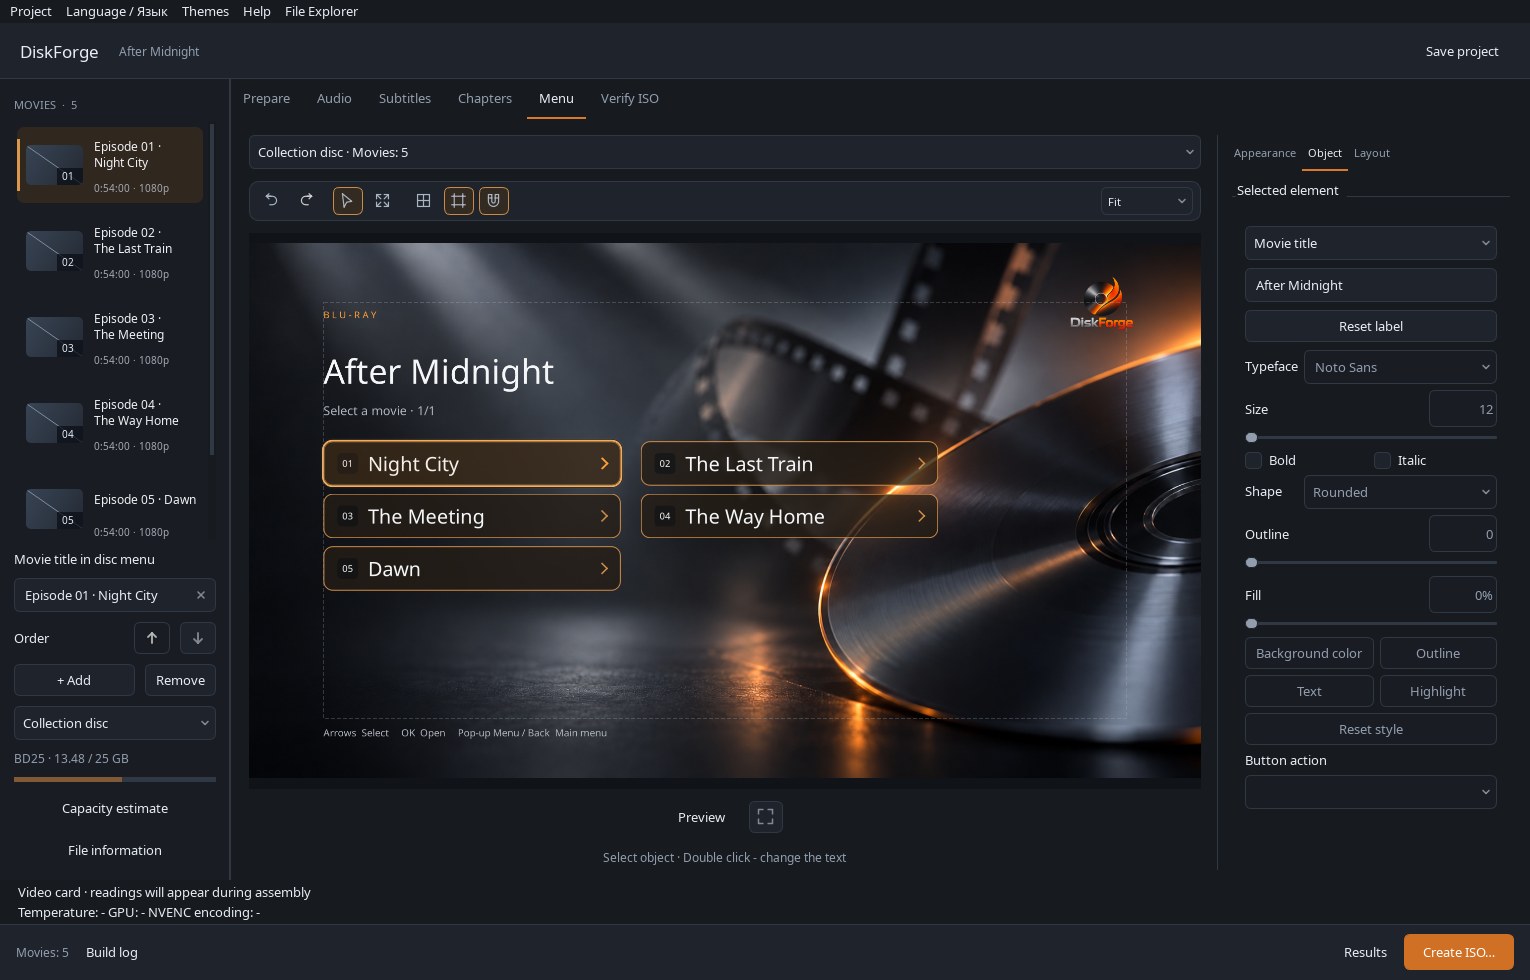 Project Language / Язык Themes Help File Explorer
DiskForge After Midnight Save project
MOVIES · 5
Episode 01 ·
Night City
01
0:54:00 · 1080p
Episode 02 ·
The Last Train
02
0:54:00 · 1080p
Episode 03 ·
The Meeting
03
0:54:00 · 1080p
Episode 04 ·
The Way Home
04
0:54:00 · 1080p
Episode 05 · Dawn
05
0:54:00 · 1080p
Movie title in disc menu
Episode 01 · Night City
Order
+ Add Remove
Collection disc
BD25 · 13.48 / 25 GB
Capacity estimate
File information
Prepare Audio Subtitles Chapters Menu Verify ISO
Collection disc · Movies: 5
Fit
BLU-RAY
DiskForge
After Midnight
Select a movie · 1/1
01 Night City
02 The Last Train
03 The Meeting
04 The Way Home
05 Dawn
Arrows Select OK Open Pop-up Menu / Back Main menu
Preview
Select object · Double click - change the text
Appearance Object Layout
Selected element
Movie title
After Midnight
Reset label
Typeface Noto Sans
Size 12
Bold Italic
Shape Rounded
Outline 0
Fill 0%
Background color Outline
Text Highlight
Reset style
Button action
Video card · readings will appear during assembly
Temperature: - GPU: - NVENC encoding: -
Movies: 5 Build log Results Create ISO...